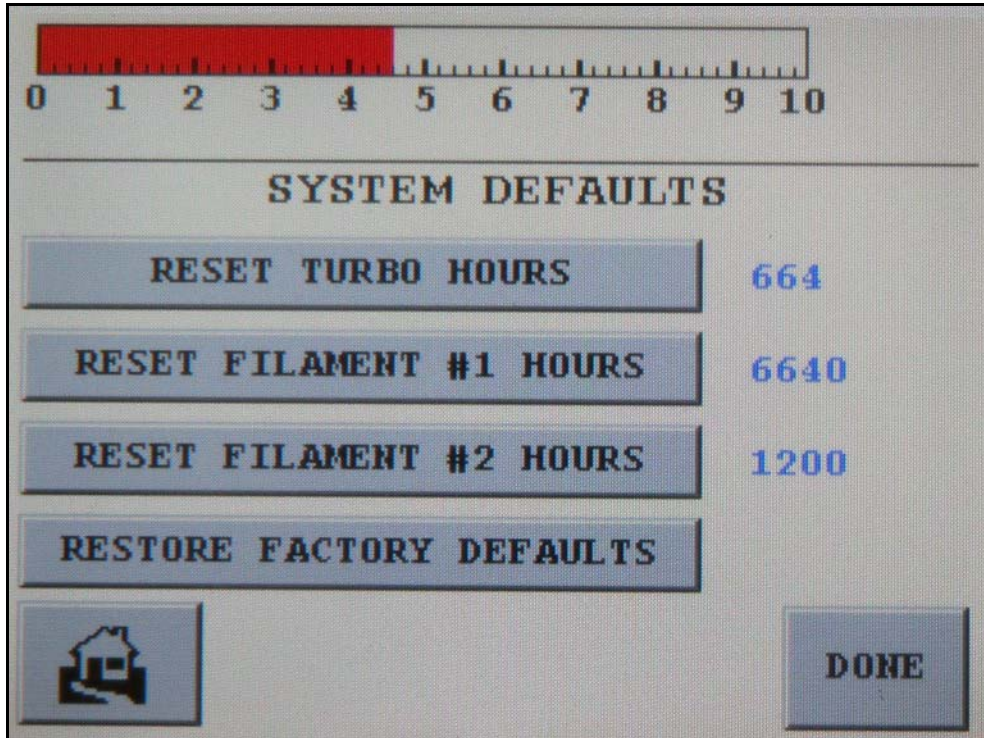 0 1 2 3 4 5 6 7 8 9 10
SYSTEM DEFAULTS
RESET TURBO HOURS 664
RESET FILAMENT #1 HOURS 6640
RESET FILAMENT #2 HOURS 1200
RESTORE FACTORY DEFAULTS
DONE